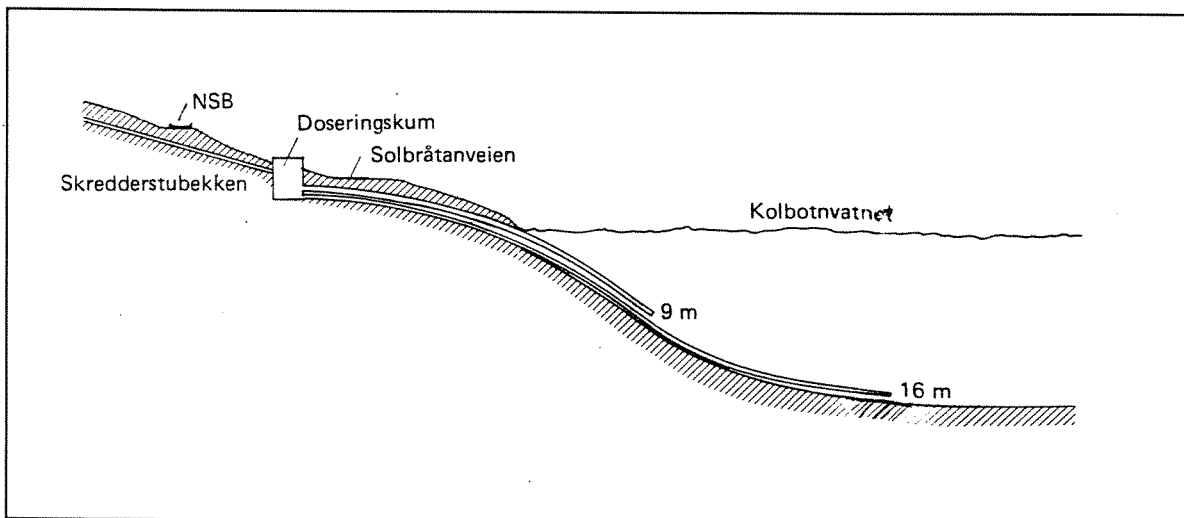 NSB
Doseringskum
Solbråtanveien
Skredderstubekken
Kolbotnvatnet
9 m
16 m